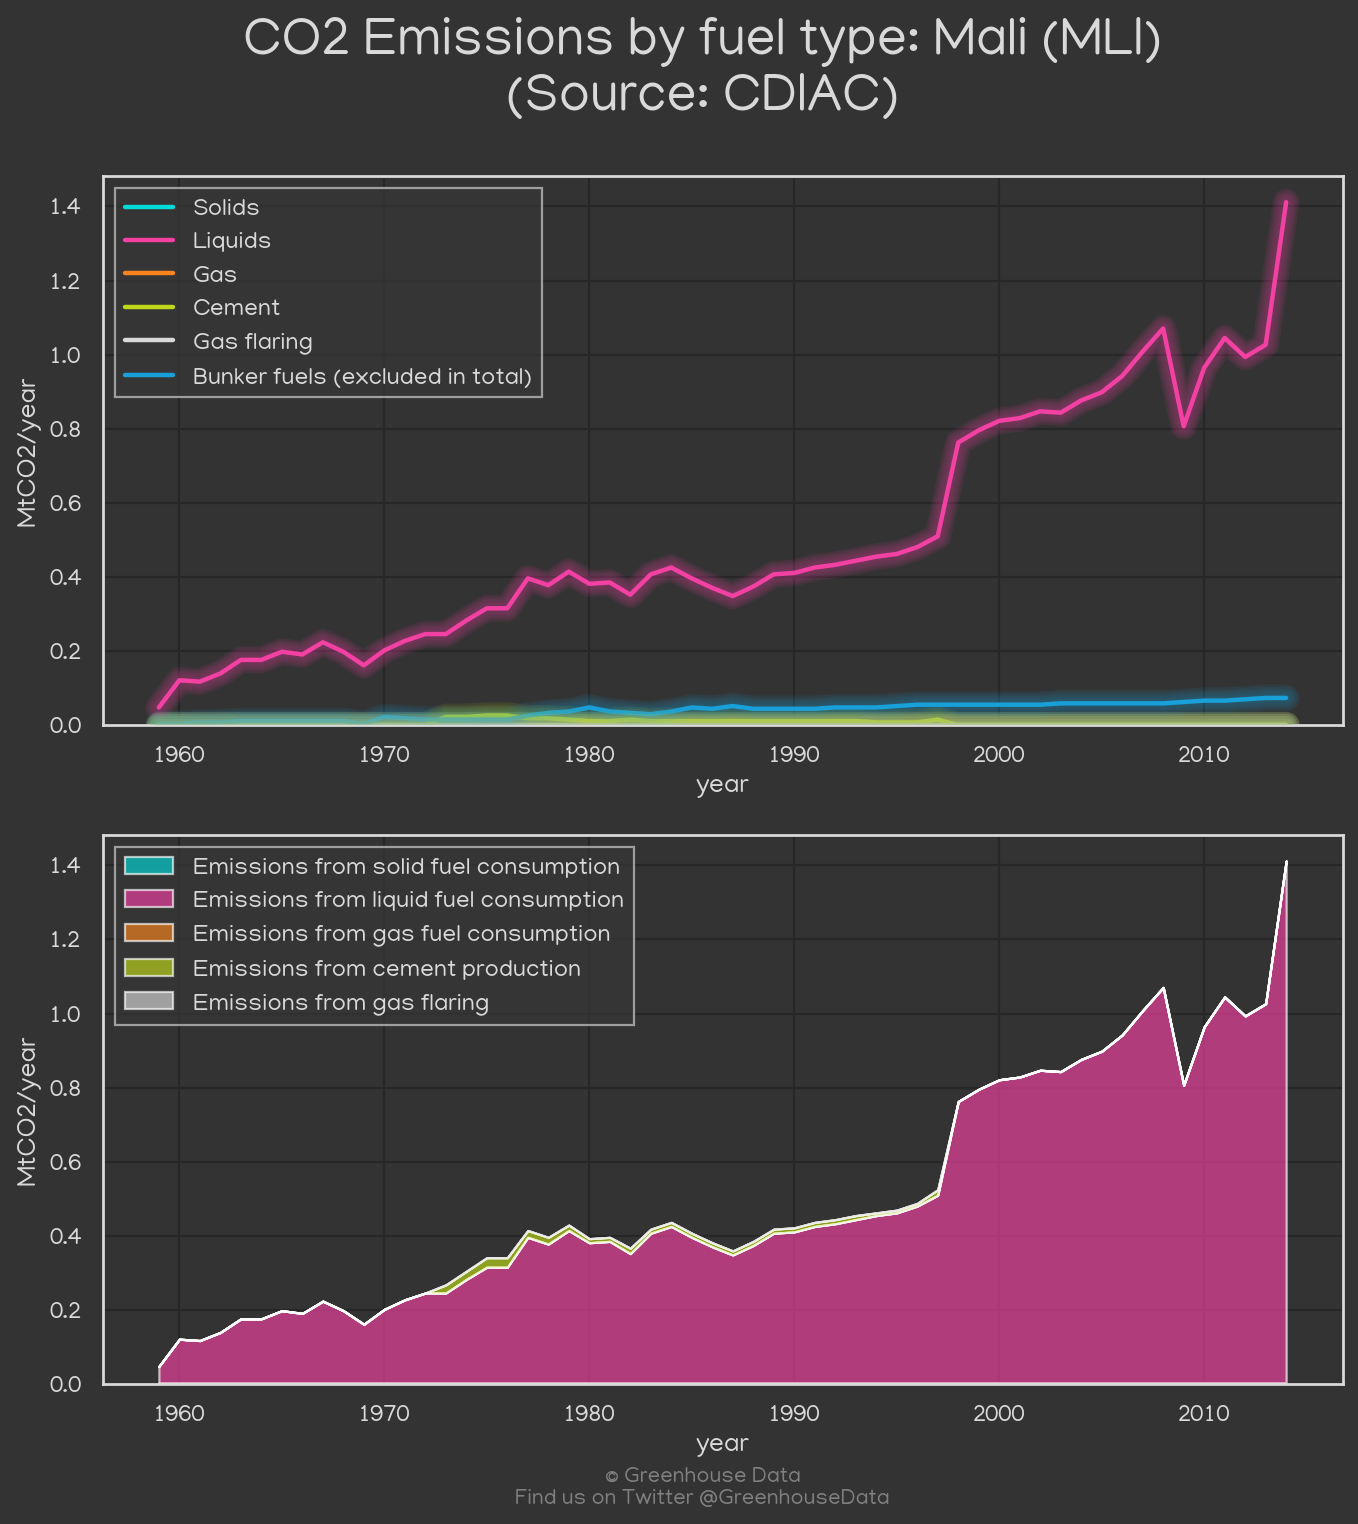 CO2 Emissions by fuel type: Mali (MLI)
(Source: CDIAC)
1.4
1.2
1.0
0.8
0.6
0.4
0.2
0.0
MtCO2/year
Solids
Liquids
Gas
Cement
Gas flaring
Bunker fuels (excluded in total)
1960 1970 1980 1990 2000 2010
year
1.4
1.2
1.0
0.8
0.6
0.4
0.2
0.0
MtCO2/year
Emissions from solid fuel consumption
Emissions from liquid fuel consumption
Emissions from gas fuel consumption
Emissions from cement production
Emissions from gas flaring
1960 1970 1980 1990 2000 2010
year
© Greenhouse Data
Find us on Twitter @GreenhouseData